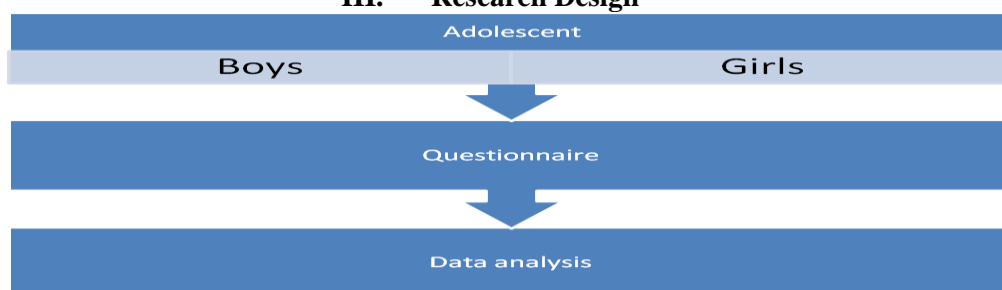 III. Research Design
Adolescent
Boys Girls
Questionnaire
Data analysis